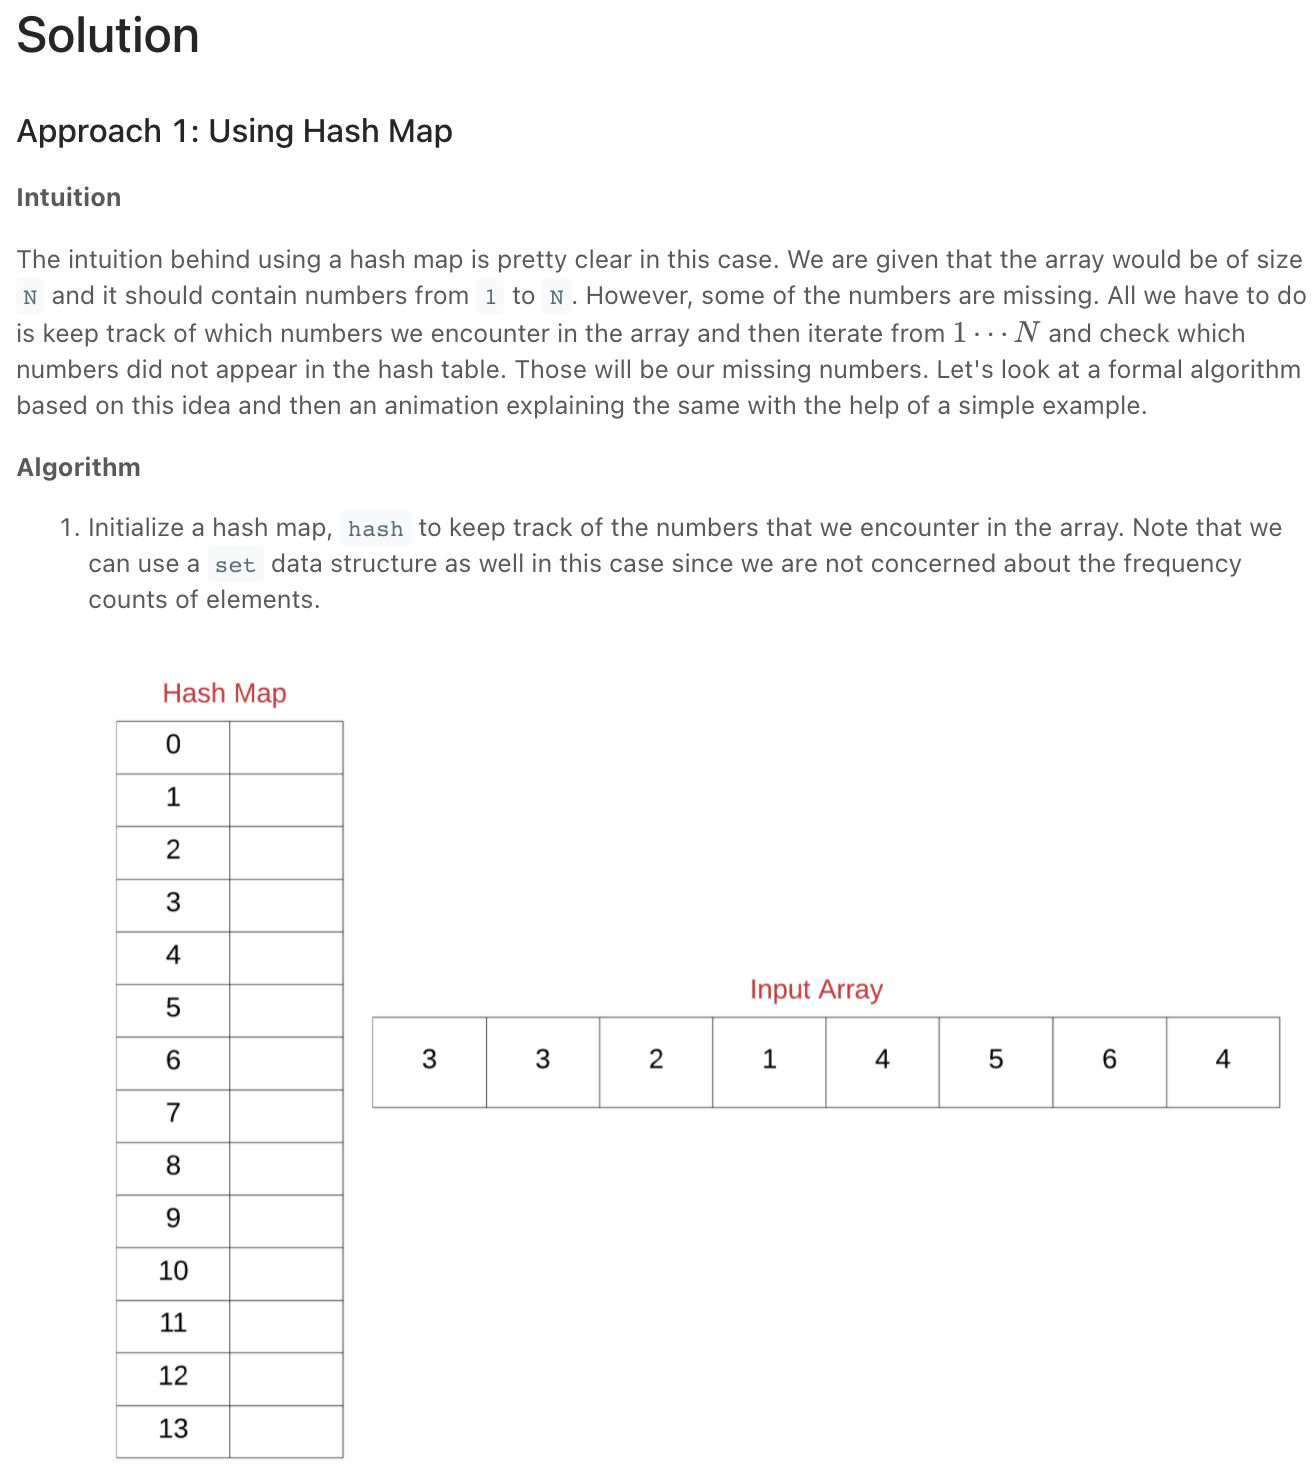 Solution
Approach 1: Using Hash Map
Intuition
The intuition behind using a hash map is pretty clear in this case. We are given that the array would be of size
N and it should contain numbers from 1 to N. However, some of the numbers are missing. All we have to do
is keep track of which numbers we encounter in the array and then iterate from 1 ⋯ N and check which
numbers did not appear in the hash table. Those will be our missing numbers. Let's look at a formal algorithm
based on this idea and then an animation explaining the same with the help of a simple example.
Algorithm
1. Initialize a hash map, hash to keep track of the numbers that we encounter in the array. Note that we
can use a set data structure as well in this case since we are not concerned about the frequency
counts of elements.
Hash Map
0
1
2
3
4
5
6
7
8
9
10
11
12
13
Input Array
3 3 2 1 4 5 6 4